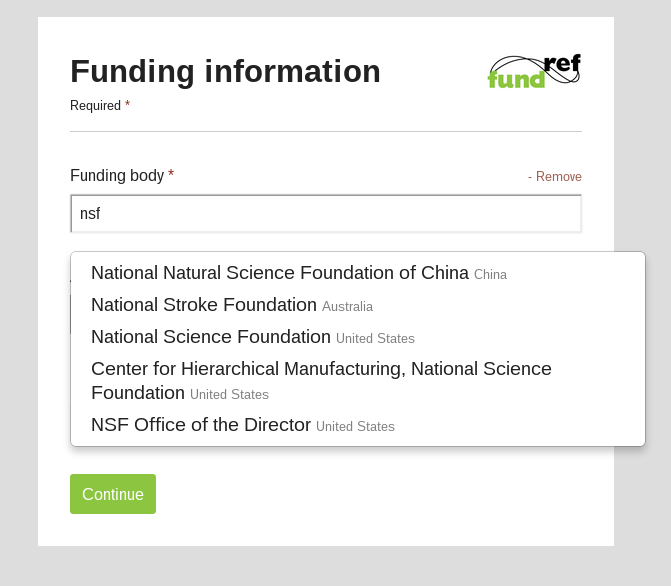 Funding information
fundref
Required *
Funding body *
- Remove
nsf
National Natural Science Foundation of China China
National Stroke Foundation Australia
National Science Foundation United States
Center for Hierarchical Manufacturing, National Science
Foundation United States
NSF Office of the Director United States
Continue